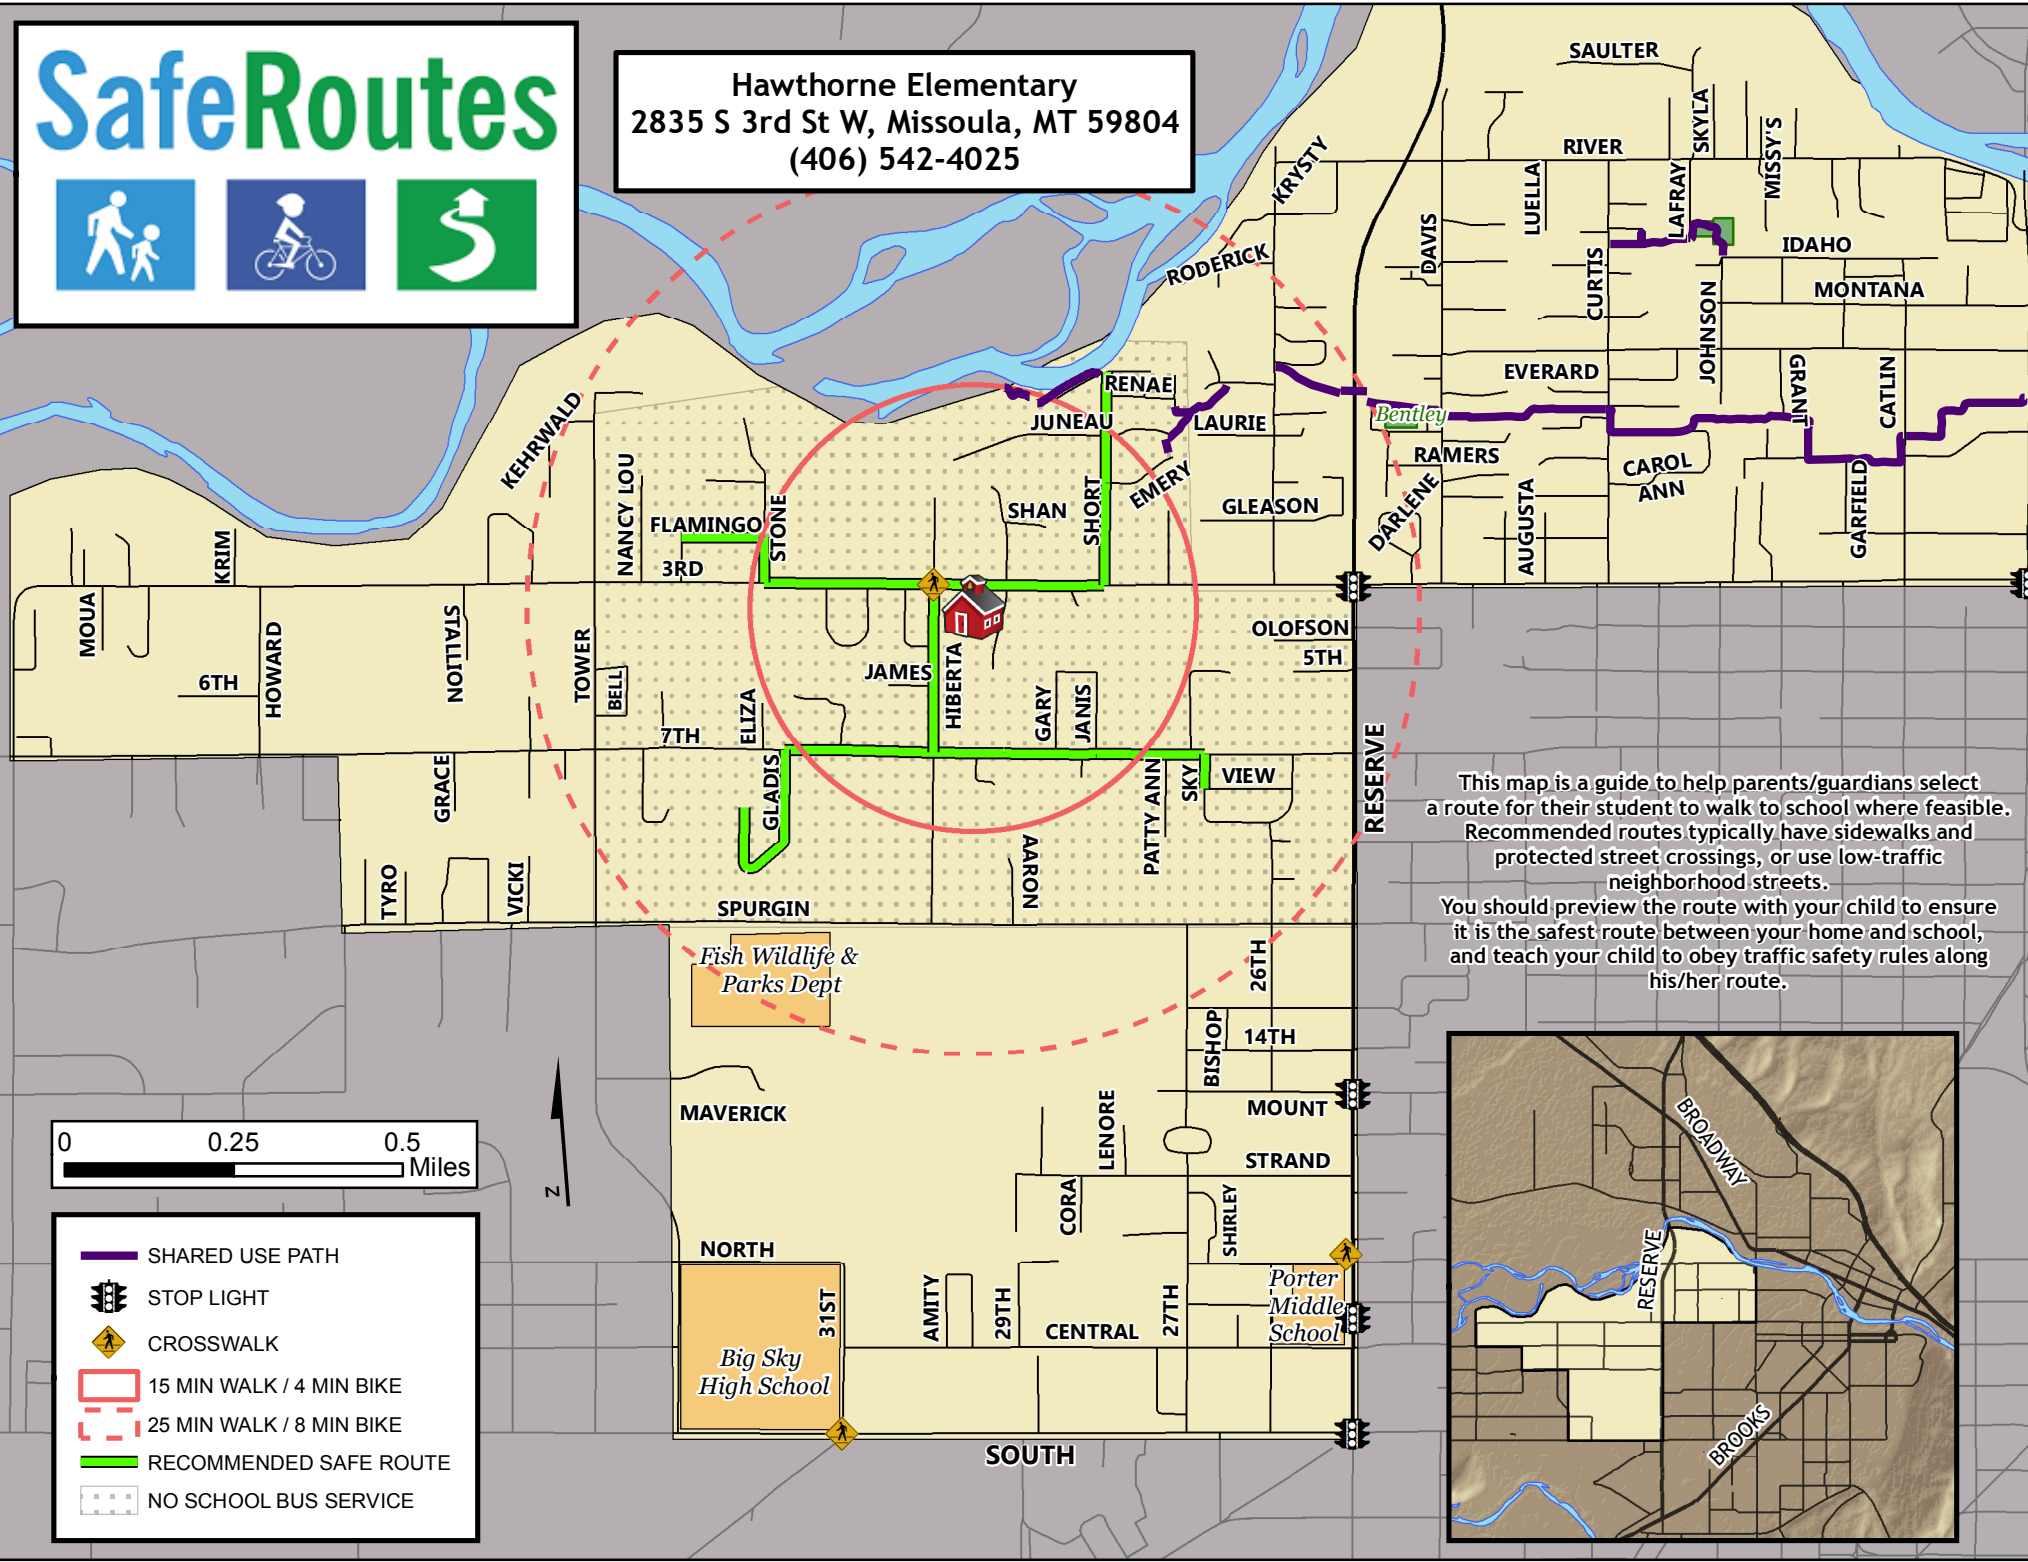 SafeRoutes
Hawthorne Elementary
2835 S 3rd St W, Missoula, MT 59804
(406) 542-4025
SAULTER
SKYLA
MISSY'S
RIVER
KRYSTY
LUELLA
LAFRAY
DAVIS
RODERICK
CURTIS
IDAHO
JOHNSON
MONTANA
EVERARD
GRANT
CATLIN
RENAE
Bentley
JUNEAU
LAURIE
KEHRWALD
RAMERS
CAROL
ANN
NANCY LOU
EMERY
DARLENE
AUGUSTA
GARFIELD
STONE
SHORT
SHAN
GLEASON
FLAMINGO
3RD
KRIM
MOUA
STALLION
HOWARD
6TH
TOWER
BELL
OLOFSON
5TH
JAMES
HIBERTA
GARY
JANIS
ELIZA
7TH
GRACE
GLADIS
PATTY ANN
SKY
VIEW
RESERVE
AARON
TYRO
VICKI
SPURGIN
This map is a guide to help parents/guardians select
a route for their student to walk to school where feasible.
Recommended routes typically have sidewalks and
protected street crossings, or use low-traffic
neighborhood streets.
You should preview the route with your child to ensure
it is the safest route between your home and school,
and teach your child to obey traffic safety rules along
his/her route.
Fish Wildlife &
Parks Dept
26TH
BISHOP
14TH
MAVERICK
LENORE
MOUNT
STRAND
CORA
SHIRLEY
NORTH
31ST
AMITY
29TH
CENTRAL
27TH
Porter
Middle
School
Big Sky
High School
SOUTH
0 0.25 0.5
Miles
N
SHARED USE PATH
STOP LIGHT
CROSSWALK
15 MIN WALK / 4 MIN BIKE
25 MIN WALK / 8 MIN BIKE
RECOMMENDED SAFE ROUTE
NO SCHOOL BUS SERVICE
BROADWAY
RESERVE
BROOKS